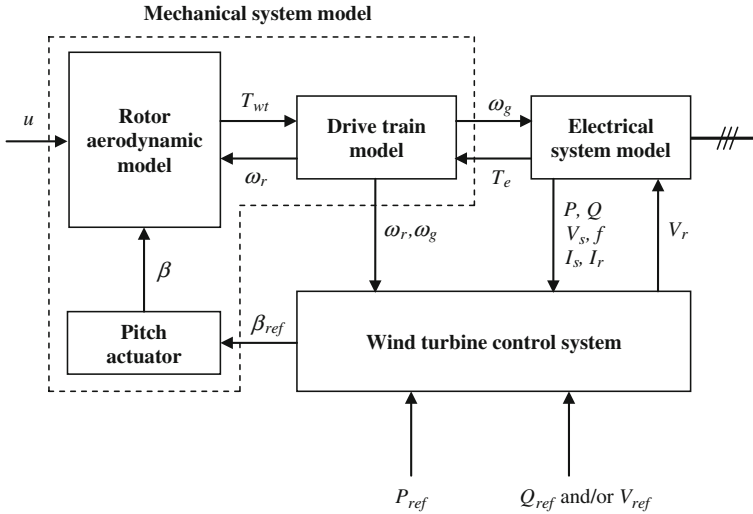 Mechanical system model
u
Rotor
aerodynamic
model
T_wt
ω_r
Drive train
model
ω_g
T_e
Electrical
system model
ω_r, ω_g
P, Q
V_s, f
I_s, I_r
V_r
β
Pitch
actuator
β_ref
Wind turbine control system
P_ref
Q_ref and/or V_ref